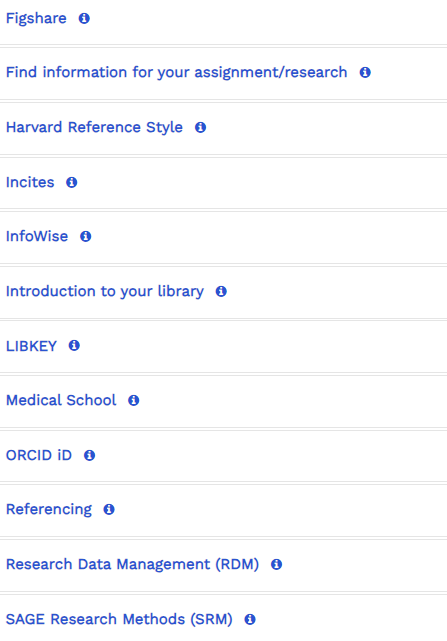 Figshare
Find information for your assignment/research
Harvard Reference Style
Incites
InfoWise
Introduction to your library
LIBKEY
Medical School
ORCID iD
Referencing
Research Data Management (RDM)
SAGE Research Methods (SRM)